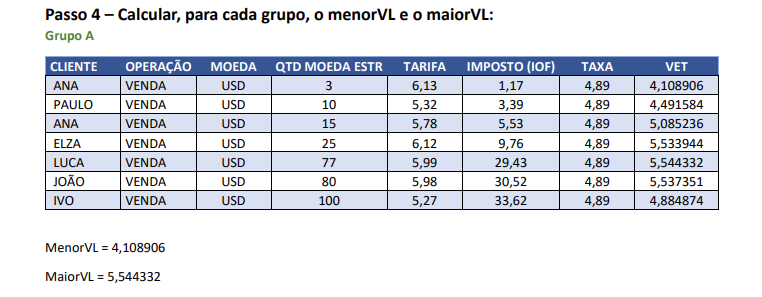 Passo 4 – Calcular, para cada grupo, o menorVL e o maiorVL:
Grupo A
CLIENTE OPERAÇÃO MOEDA QTD MOEDA ESTR TARIFA IMPOSTO (IOF) TAXA VET
ANA VENDA USD 3 6,13 1,17 4,89 4,108906
PAULO VENDA USD 10 5,32 3,39 4,89 4,491584
ANA VENDA USD 15 5,78 5,53 4,89 5,085236
ELZA VENDA USD 25 6,12 9,76 4,89 5,533944
LUCA VENDA USD 77 5,99 29,43 4,89 5,544332
JOÃO VENDA USD 80 5,98 30,52 4,89 5,537351
IVO VENDA USD 100 5,27 33,62 4,89 4,884874
MenorVL = 4,108906
MaiorVL = 5,544332